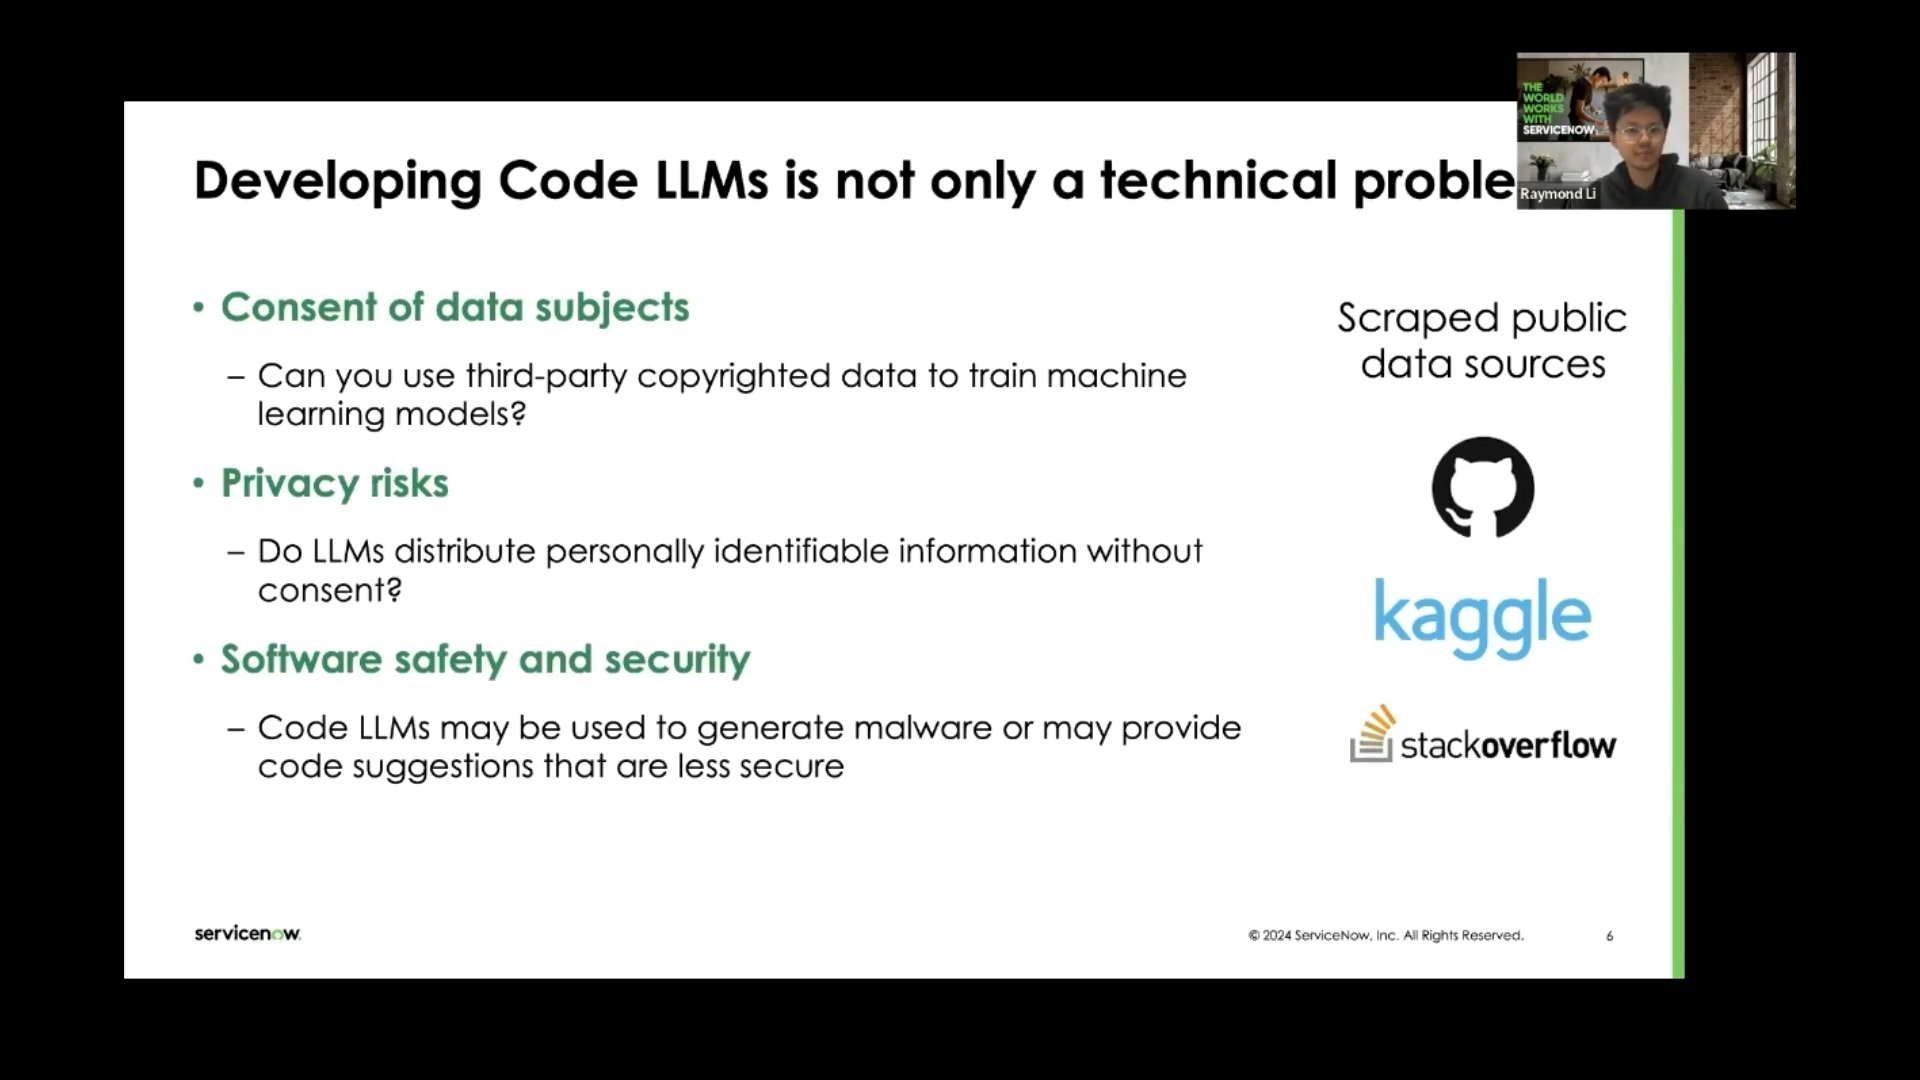 THE
WORLD
WORKS
WITH
SERVICENOW
Raymond Li
Developing Code LLMs is not only a technical proble
• Consent of data subjects
– Can you use third-party copyrighted data to train machine
learning models?
• Privacy risks
– Do LLMs distribute personally identifiable information without
consent?
• Software safety and security
– Code LLMs may be used to generate malware or may provide
code suggestions that are less secure
Scraped public
data sources
kaggle
stackoverflow
servicenow.
© 2024 ServiceNow, Inc. All Rights Reserved.
6